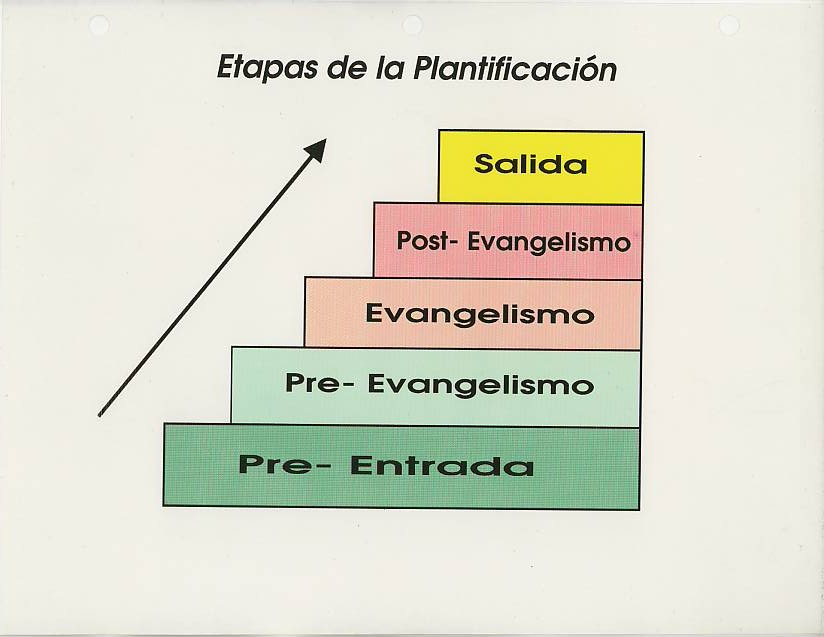 Etapas de la Plantificación
Salida
Post- Evangelismo
Evangelismo
Pre- Evangelismo
Pre- Entrada